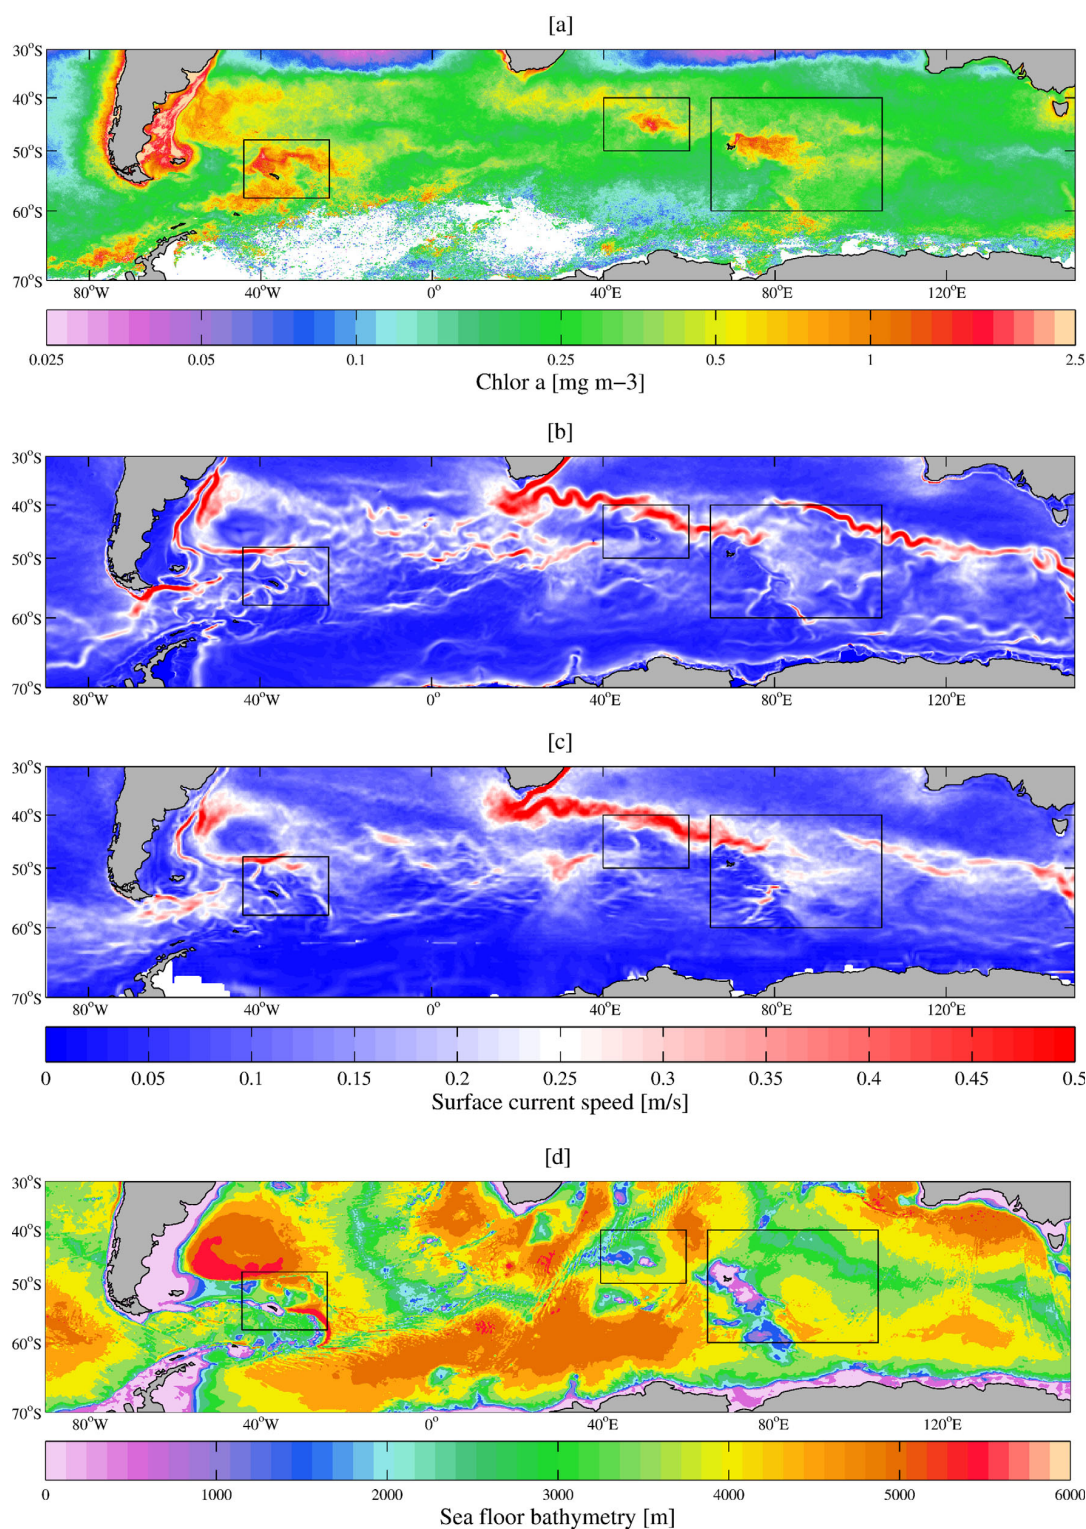 [a]
30°S
40°S
50°S
60°S
70°S
80°W 40°W 0° 40°E 80°E 120°E
0.025 0.05 0.1 0.25 0.5 1 2.5
Chlor a [mg m−3]
[b]
30°S
40°S
50°S
60°S
70°S
80°W 40°W 0° 40°E 80°E 120°E
[c]
30°S
40°S
50°S
60°S
70°S
80°W 40°W 0° 40°E 80°E 120°E
0 0.05 0.1 0.15 0.2 0.25 0.3 0.35 0.4 0.45 0.5
Surface current speed [m/s]
[d]
30°S
40°S
50°S
60°S
70°S
80°W 40°W 0° 40°E 80°E 120°E
0 1000 2000 3000 4000 5000 6000
Sea floor bathymetry [m]